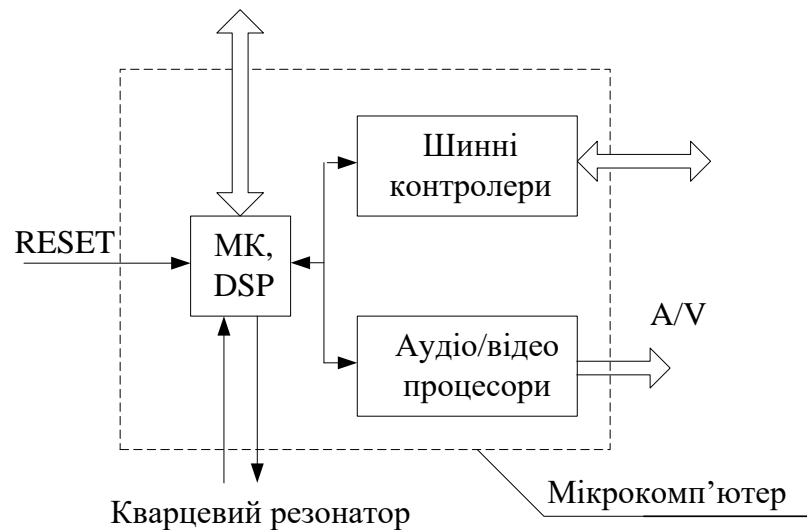 Шинні
контролери
RESET
МК,
DSP
A/V
Аудіо/відео
процесори
Мікрокомп’ютер
Кварцевий резонатор